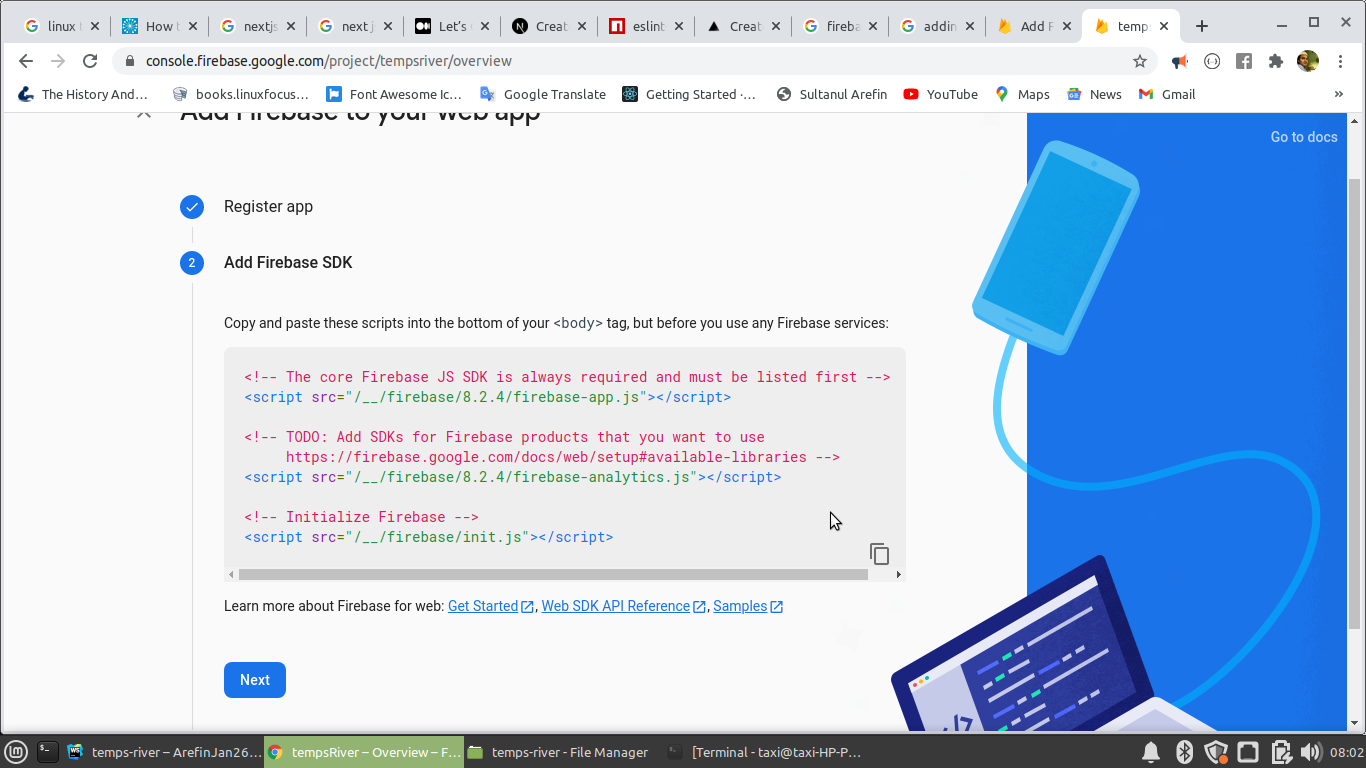 linux t
How t
nextjs
next j
Let's
Creat
eslint
Creat
fireba
addin
Add F
temps
console.firebase.google.com/project/tempsriver/overview
The History And…
books.linuxfocus…
Font Awesome Ic…
Google Translate
Getting Started ·…
Sultanul Arefin
YouTube
Maps
News
Gmail
»
Add Firebase to your web app
Go to docs
Register app
2
Add Firebase SDK
Copy and paste these scripts into the bottom of your <body> tag, but before you use any Firebase services:
<!-- The core Firebase JS SDK is always required and must be listed first -->
<script src="/__/firebase/8.2.4/firebase-app.js"></script>
<!-- TODO: Add SDKs for Firebase products that you want to use
https://firebase.google.com/docs/web/setup#available-libraries -->
<script src="/__/firebase/8.2.4/firebase-analytics.js"></script>
<!-- Initialize Firebase -->
<script src="/__/firebase/init.js"></script>
Learn more about Firebase for web: Get Started, Web SDK API Reference, Samples
Next
</>
temps-river – ArefinJan26…
tempsRiver – Overview – F…
temps-river - File Manager
[Terminal - taxi@taxi-HP-P…
08:02